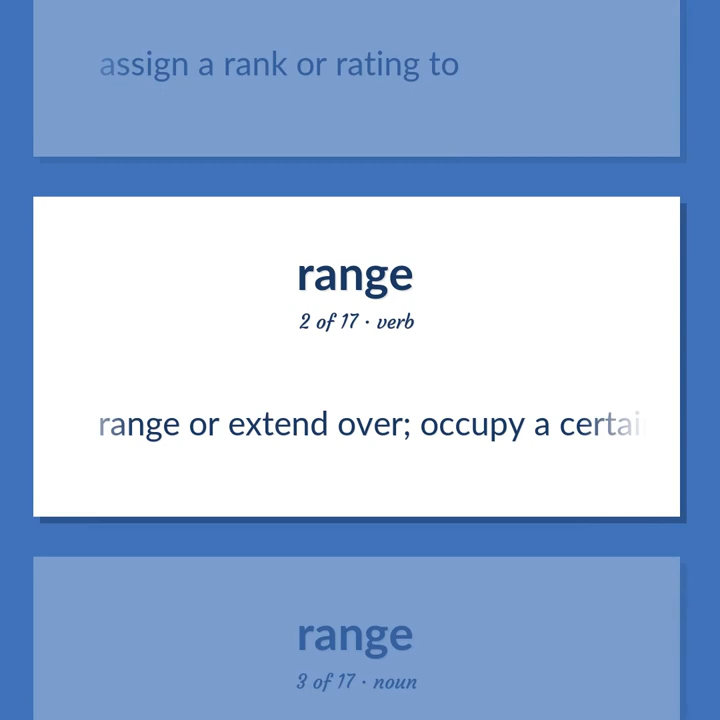 assign a rank or rating to
range
2 of 17 · verb
range or extend over; occupy a certai
range
3 of 17 · noun